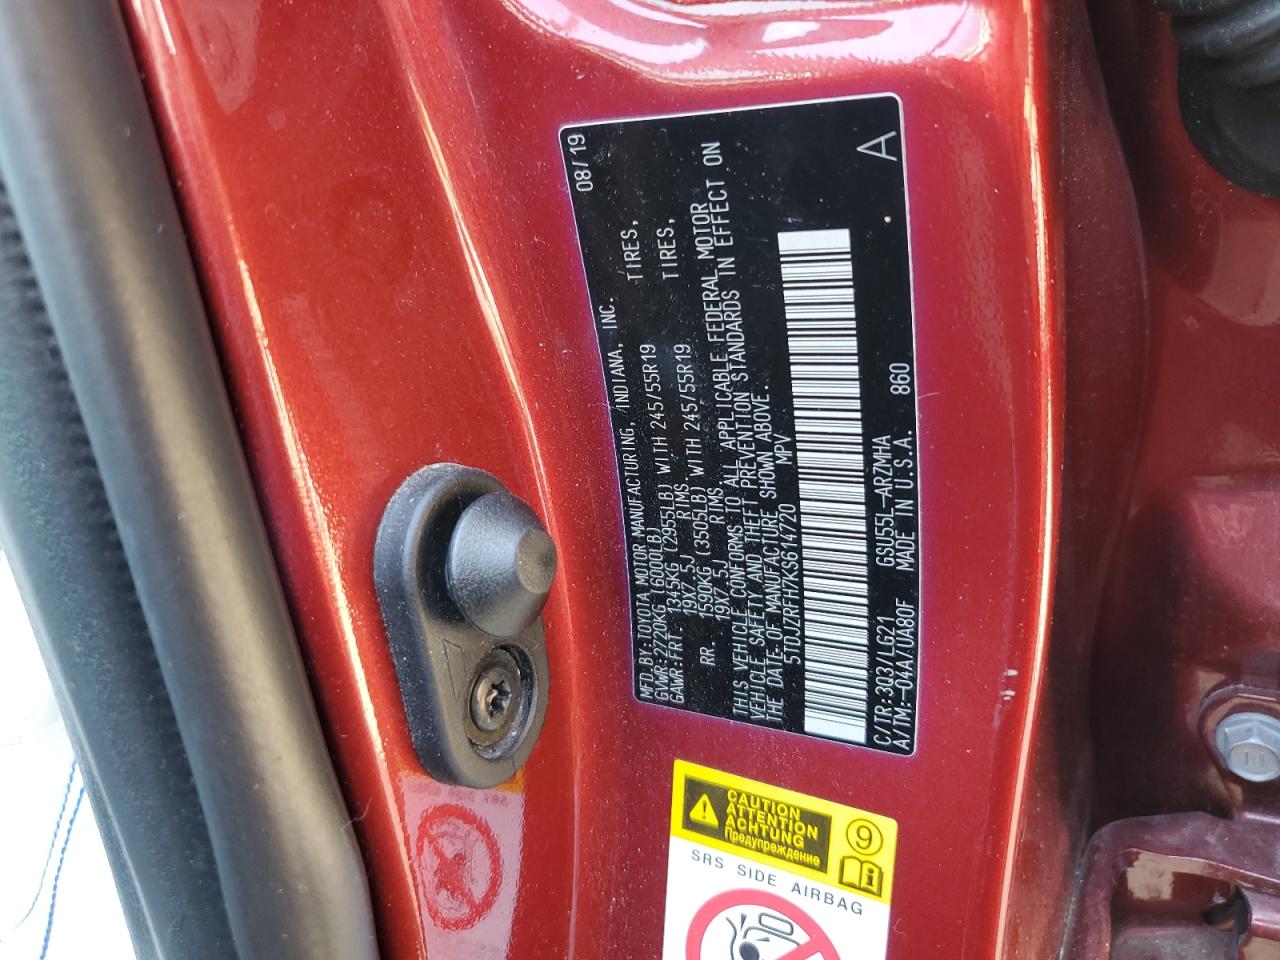 08/19
MFD.BY:TOYOTA MOTOR MANUFACTURING, INDIANA, INC.
GVWR:2720KG (6000LB)
GAWR:FRT 1345KG (2955LB) WITH 245/55R19 TIRES,
19X7.5J RIMS
RR. 1590KG (3505LB) WITH 245/55R19 TIRES,
19X7.5J RIMS
THIS VEHICLE CONFORMS TO ALL APPLICABLE FEDERAL MOTOR
VEHICLE SAFETY AND THEFT PREVENTION STANDARDS IN EFFECT ON
THE DATE OF MANUFACTURE SHOWN ABOVE.
5TDJZRFH7KS614720 MPV
C/TR:3Q3/LG21 GSU55L-ARZMHA
A/TM:-04A/UA80F MADE IN U.S.A. 860
A
CAUTION
ATTENTION
ACHTUNG
Предупреждение
9
SRS SIDE AIRBAG